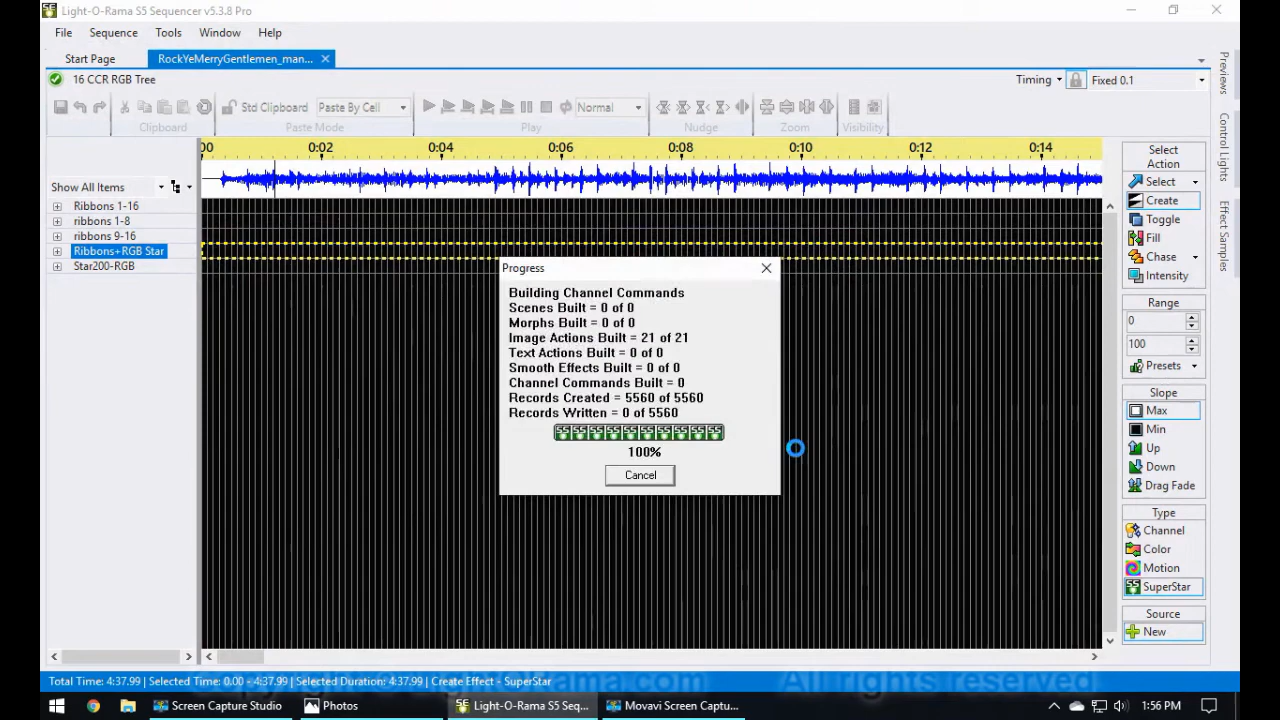 Light-O-Rama S5 Sequencer v5.3.8 Pro
File Sequence Tools Window Help
Start Page RockYeMerryGentlemen_man...
16 CCR RGB Tree Timing Fixed 0.1
Std Clipboard Paste By Cell Normal
Clipboard Paste Mode Play Nudge Zoom Visibility
00 0:02 0:04 0:06 0:08 0:10 0:12 0:14
Show All Items
Ribbons 1-16
ribbons 1-8
ribbons 9-16
Ribbons+RGB Star
Star200-RGB
Progress
Building Channel Commands
Scenes Built = 0 of 0
Morphs Built = 0 of 0
Image Actions Built = 21 of 21
Text Actions Built = 0 of 0
Smooth Effects Built = 0 of 0
Channel Commands Built = 0
Records Created = 5560 of 5560
Records Written = 0 of 5560
100%
Cancel
Select
Action
Select
Create
Toggle
Fill
Chase
Intensity
Range
0
100
Presets
Slope
Max
Min
Up
Down
Drag Fade
Type
Channel
Color
Motion
SuperStar
Source
New
Previews
Control Lights
Effect Samples
Total Time: 4:37.99 | Selected Time: 0.00 - 4:37.99 | Selected Duration: 4:37.99 | Create Effect - SuperStar
All rights reserved
Screen Capture Studio Photos Light-O-Rama S5 Seq... Movavi Screen Captu... 1:56 PM